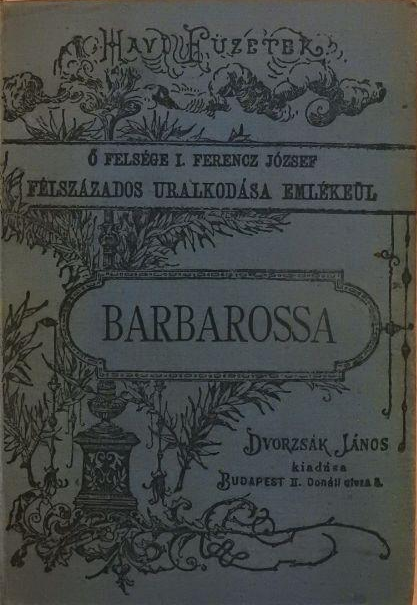 HAVI FÜZETEK
Ő FELSÉGE I. FERENCZ JÓZSEF
FÉLSZÁZADOS URALKODÁSA EMLÉKEÜL
BARBAROSSA
DVORZSÁK JÁNOS
kiadása
BUDAPEST II. Donáti utcza 8.